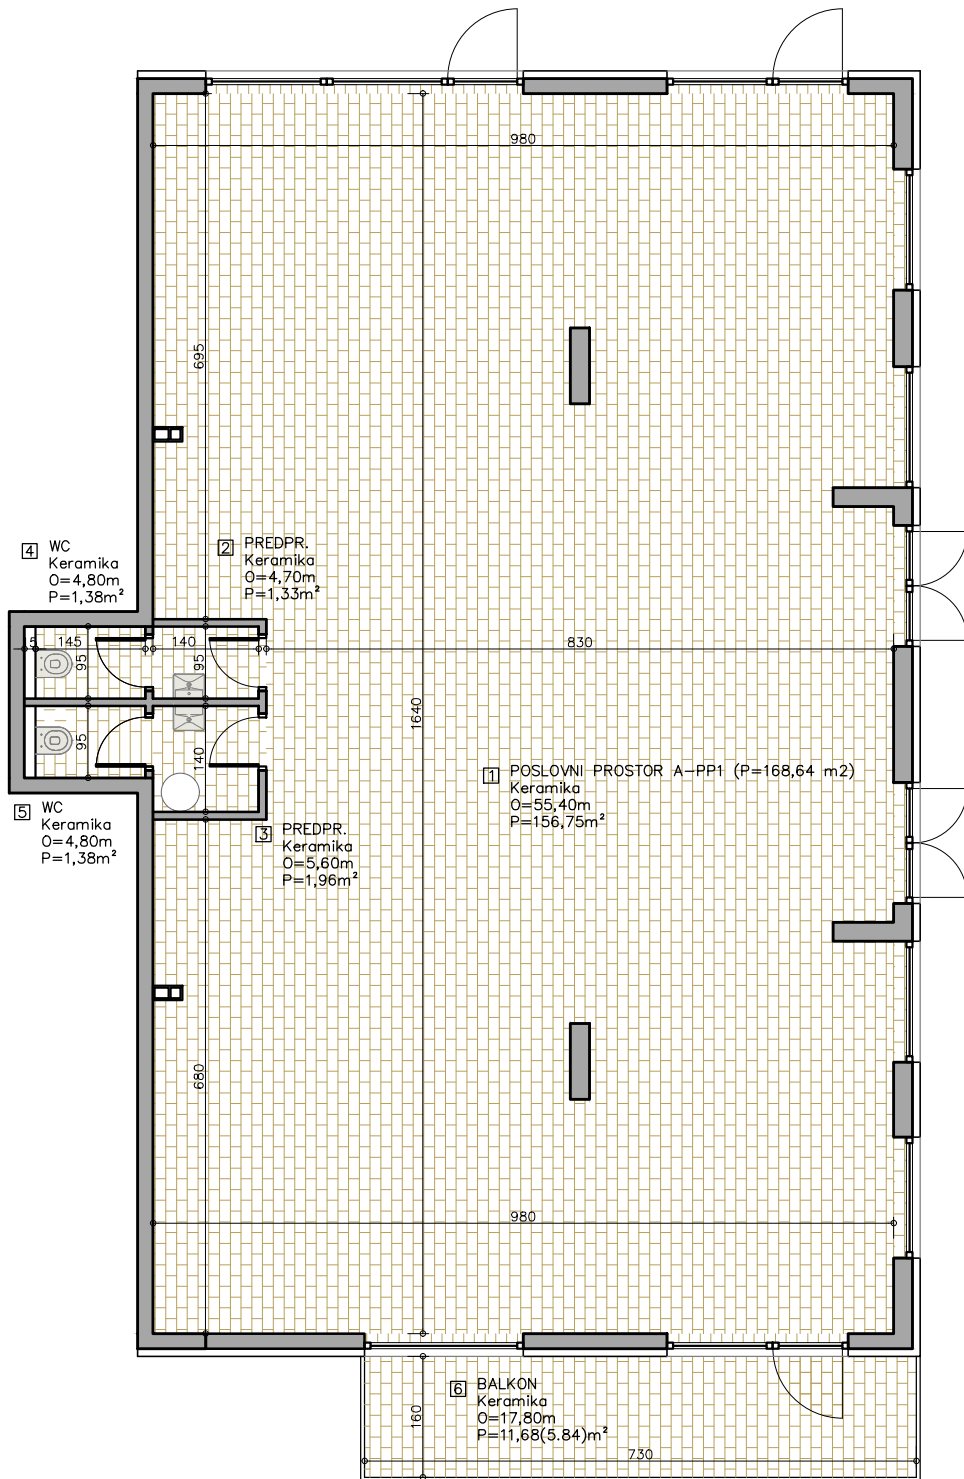 980
695
4 WC
Keramika
O=4,80m
P=1,38m²
2 PREDPR.
Keramika
O=4,70m
P=1,33m²
5
145
140
830
95
95
1640
95
140
1 POSLOVNI PROSTOR A-PP1 (P=168,64 m2)
Keramika
O=55,40m
P=156,75m²
5 WC
Keramika
O=4,80m
P=1,38m²
3 PREDPR.
Keramika
O=5,60m
P=1,96m²
680
980
6 BALKON
Keramika
O=17,80m
P=11,68(5.84)m²
160
730